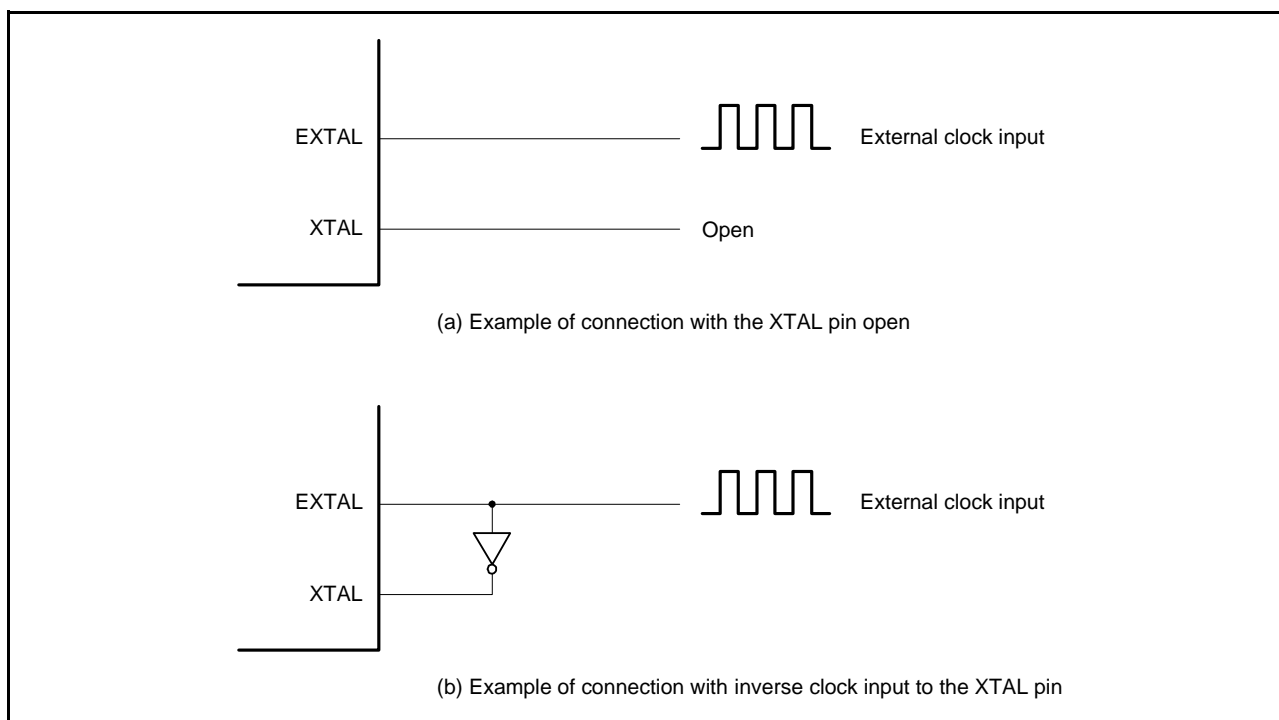 EXTAL
External clock input
XTAL
Open
(a) Example of connection with the XTAL pin open
EXTAL
External clock input
XTAL
(b) Example of connection with inverse clock input to the XTAL pin